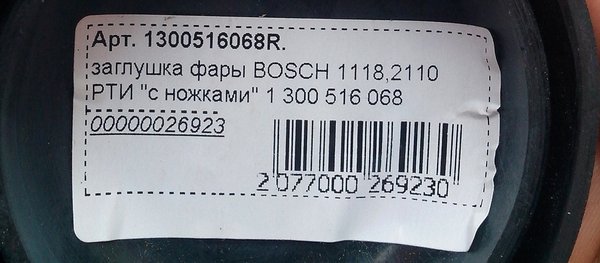 Арт. 1300516068R.
заглушка фары BOSCH 1118,2110
РТИ "с ножками" 1 300 516 068
00000026923
2 077000 269230